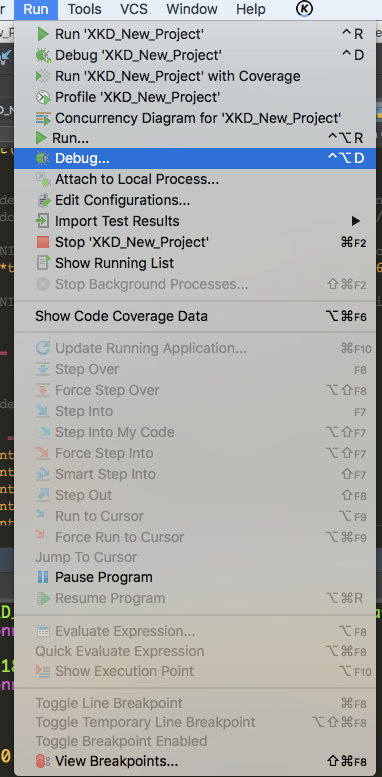 Run Tools VCS Window Help
Run 'XKD_New_Project' ^R
Debug 'XKD_New_Project' ^D
Run 'XKD_New_Project' with Coverage
Profile 'XKD_New_Project'
Concurrency Diagram for 'XKD_New_Project'
Run... ^⌥R
Debug... ^⌥D
Attach to Local Process...
Edit Configurations...
Import Test Results
Stop 'XKD_New_Project' ⌘F2
Show Running List
Stop Background Processes... ⇧⌘F2
Show Code Coverage Data ⌥⌘F6
Update Running Application... ⌘F10
Step Over F8
Force Step Over ⌥⇧F8
Step Into F7
Step Into My Code ⌥⇧F7
Force Step Into ⌥⇧F7
Smart Step Into ⇧F7
Step Out ⇧F8
Run to Cursor ⌥F9
Force Run to Cursor ⌥⌘F9
Jump To Cursor
Pause Program
Resume Program ⌥⌘R
Evaluate Expression... ⌥F8
Quick Evaluate Expression ⌥⌘F8
Show Execution Point ⌥F10
Toggle Line Breakpoint ⌘F8
Toggle Temporary Line Breakpoint ⌥⇧⌘F8
Toggle Breakpoint Enabled
View Breakpoints... ⇧⌘F8